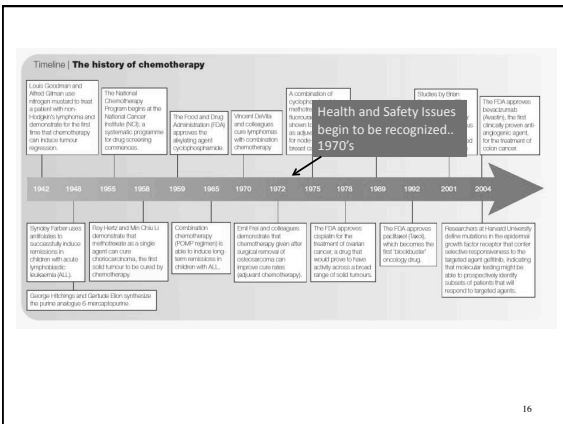 Timeline | The history of chemotherapy
Louis Goodman and
Alfred Gilman use
nitrogen mustard to treat
a patient with non-
Hodgkin's lymphoma and
demonstrate for the first
time that chemotherapy
can induce tumour
regression.
The National
Chemotherapy
Program begins at the
National Cancer
Institute (NCI); a
systematic programme
for drug screening
commences.
The Food and Drug
Administration (FDA)
approves the
alkylating agent
cyclophosphamide.
Vincent DeVita
and colleagues
cure lymphomas
with combination
chemotherapy
A combination of
Studies by Brian
The FDA approves
bevacizumab
(Avastin), the first
clinically proven anti-
angiogenic agent,
for the treatment of
colon cancer.
Health and Safety Issues
begin to be recognized..
1970's
1942 1948 1955 1958 1959 1965 1970 1972 1975 1978 1989 1992 2001 2004
Sydney Farber uses
antifolates to
successfully induce
remissions in
children with acute
lymphoblastic
leukaemia (ALL).
Roy Hertz and Min Chiu Li
demonstrate that
methotrexate as a single
agent can cure
choriocarcinoma, the first
solid tumour to be cured by
chemotherapy.
Combination
chemotherapy
(POMP regimen) is
able to induce long-
term remissions in
children with ALL.
Emil Frei and colleagues
demonstrate that
chemotherapy given after
surgical removal of
osteosarcoma can
improve cure rates
(adjuvant chemotherapy).
The FDA approves
cisplatin for the
treatment of ovarian
cancer, a drug that
would prove to have
activity across a broad
range of solid tumours.
The FDA approves
paclitaxel (Taxol),
which becomes the
first 'blockbuster'
oncology drug.
Researchers at Harvard University
define mutations in the epidermal
growth factor receptor that confer
selective responsiveness to the
targeted agent gefitinib, indicating
that molecular testing might be
able to prospectively identify
subsets of patients that will
respond to targeted agents.
George Hitchings and Gertrude Elion synthesize
the purine analogue 6-mercaptopurine.
16